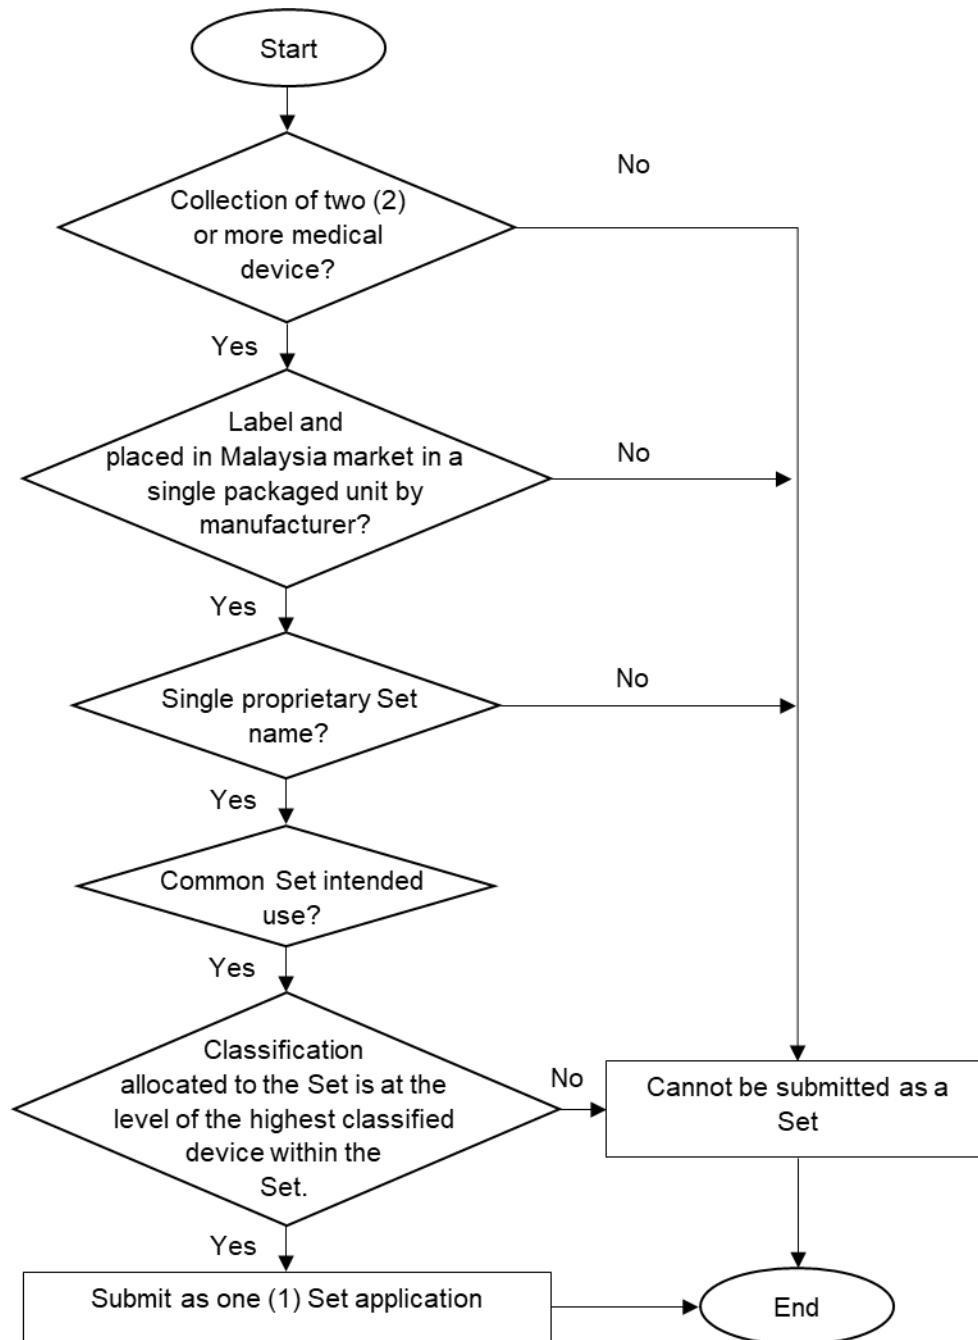 Start
No
Collection of two (2)
or more medical
device?
Yes
Label and
placed in Malaysia market in a
single packaged unit by
manufacturer?
No
Yes
Single proprietary Set
name?
No
Yes
Common Set intended
use?
Yes
Classification
allocated to the Set is at the
level of the highest classified
device within the
Set.
No
Cannot be submitted as a
Set
Yes
Submit as one (1) Set application
End